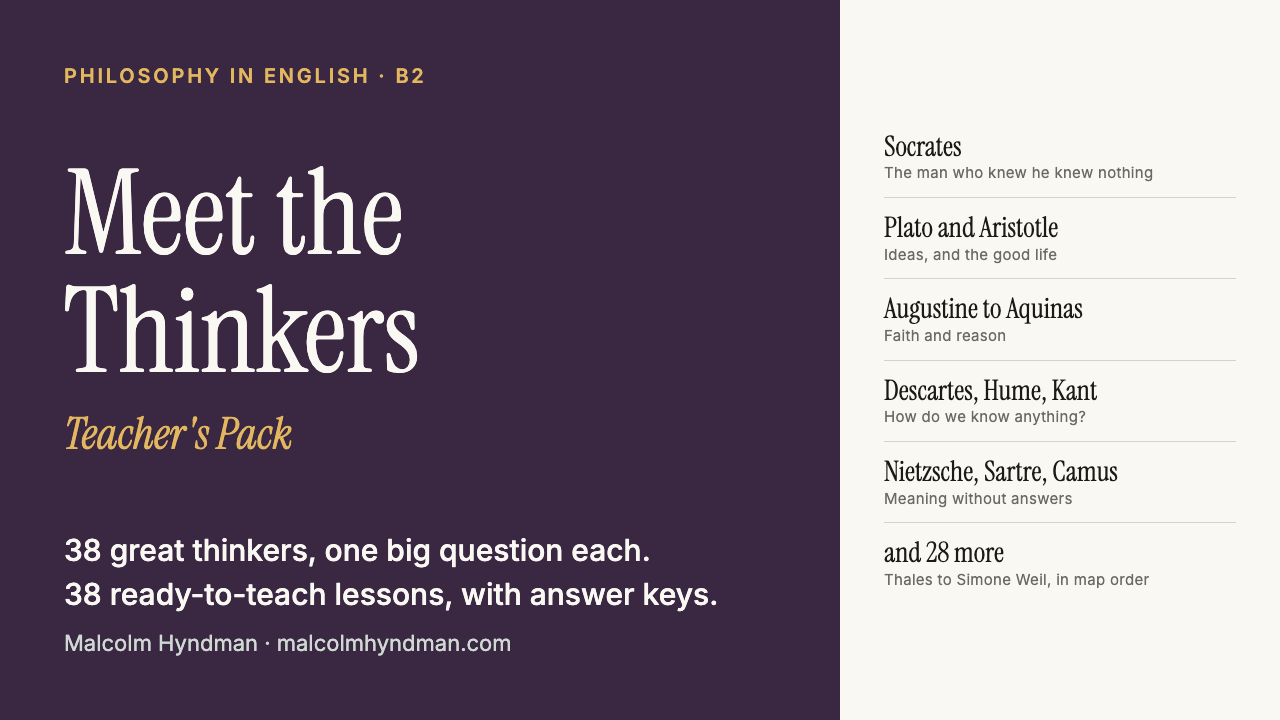 PHILOSOPHY IN ENGLISH · B2
Meet the
Thinkers
Teacher's Pack
38 great thinkers, one big question each.
38 ready-to-teach lessons, with answer keys.
Malcolm Hyndman · malcolmhyndman.com
Socrates
The man who knew he knew nothing
Plato and Aristotle
Ideas, and the good life
Augustine to Aquinas
Faith and reason
Descartes, Hume, Kant
How do we know anything?
Nietzsche, Sartre, Camus
Meaning without answers
and 28 more
Thales to Simone Weil, in map order